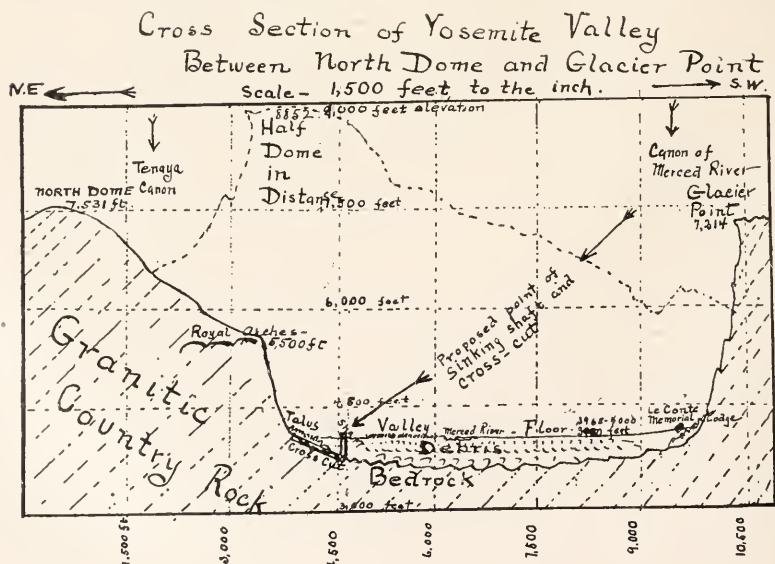 Cross Section of Yosemite Valley
Between North Dome and Glacier Point
Scale - 1,500 feet to the inch.
N.E
S.W.
8852 - 9,000 feet elevation
Half
Dome
in
Distance
7,500 feet
Tenaya
Canon
NORTH DOME
7,531 ft.
Canon of
Merced River
Glacier
Point
7,214
6,000 feet
Royal Arches-
5,500 ft
Proposed point of
Sinking shaft and
Cross-cut
4,500 feet
Granitic
Country
Rock
Talus
Cross Cut
Valley
Merced River - Floor -
3965-4000
feet
Le Conte
Memorial Lodge
Debris
Bedrock
3,000 feet
1,500 ft
3,000
4,500
6,000
7,500
9,000
10,500